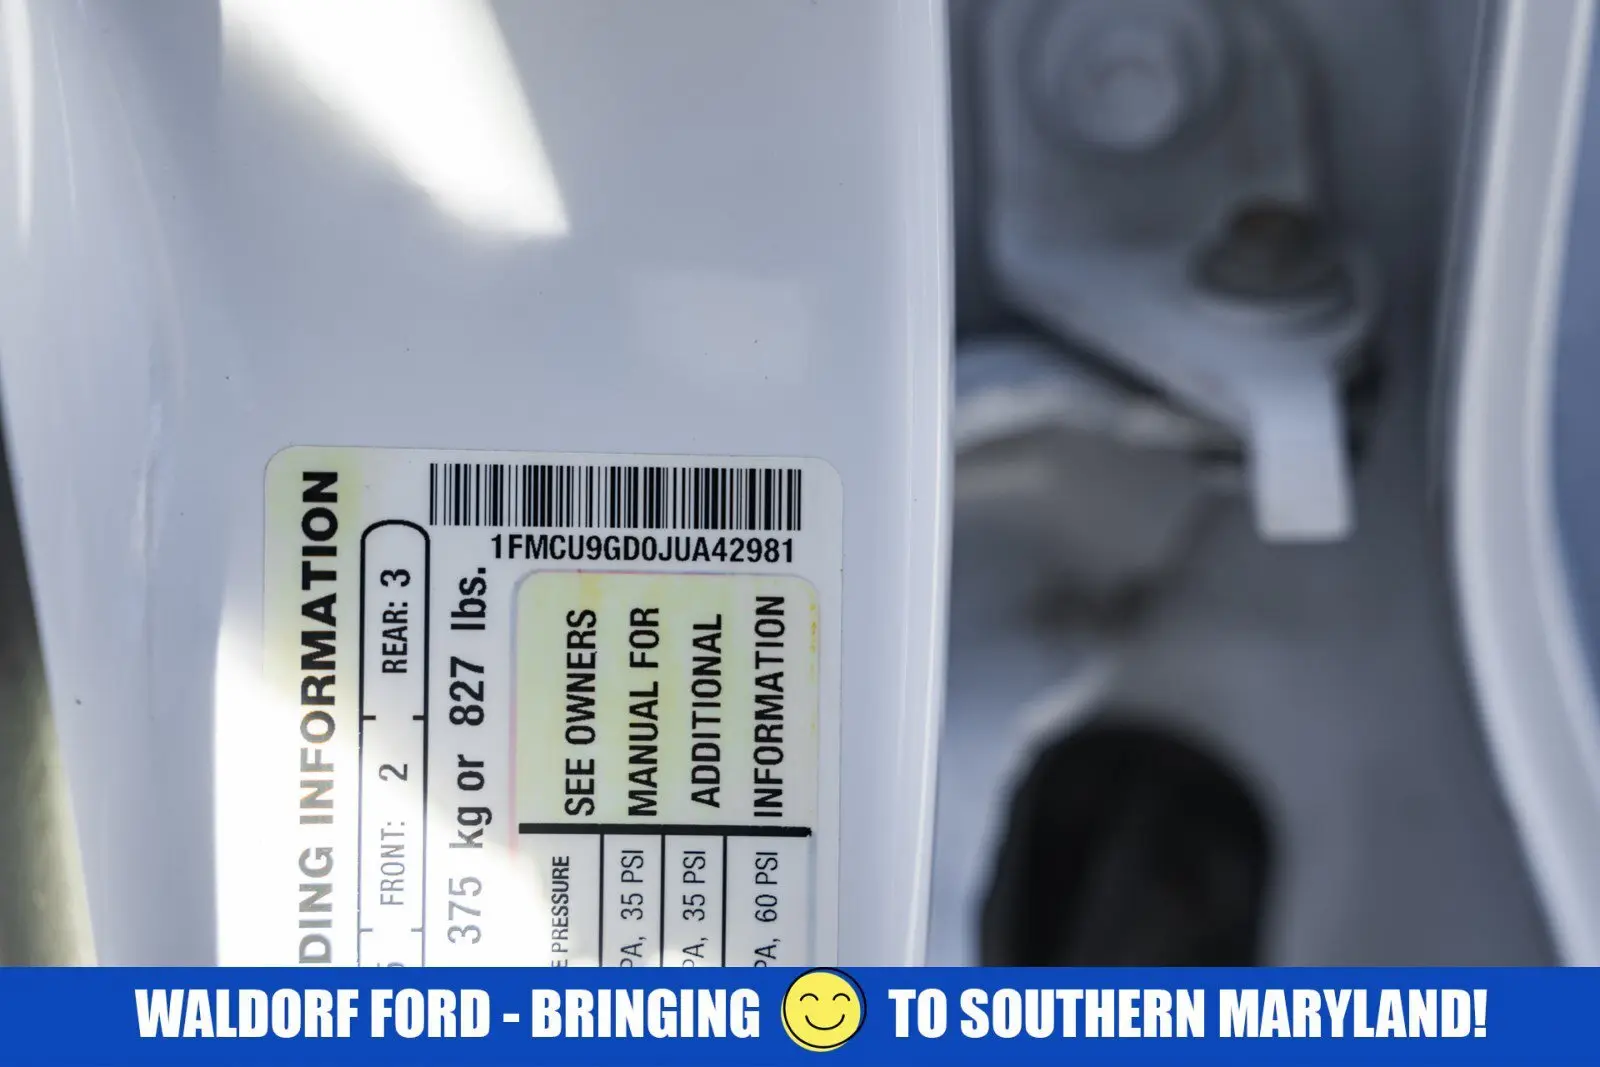 DING INFORMATION
FRONT: 2 REAR: 3
375 kg or 827 lbs.
1FMCU9GD0JUA42981
SEE OWNERS
MANUAL FOR
ADDITIONAL
INFORMATION
E PRESSURE
PA, 35 PSI
PA, 35 PSI
PA, 60 PSI
WALDORF FORD - BRINGING TO SOUTHERN MARYLAND!